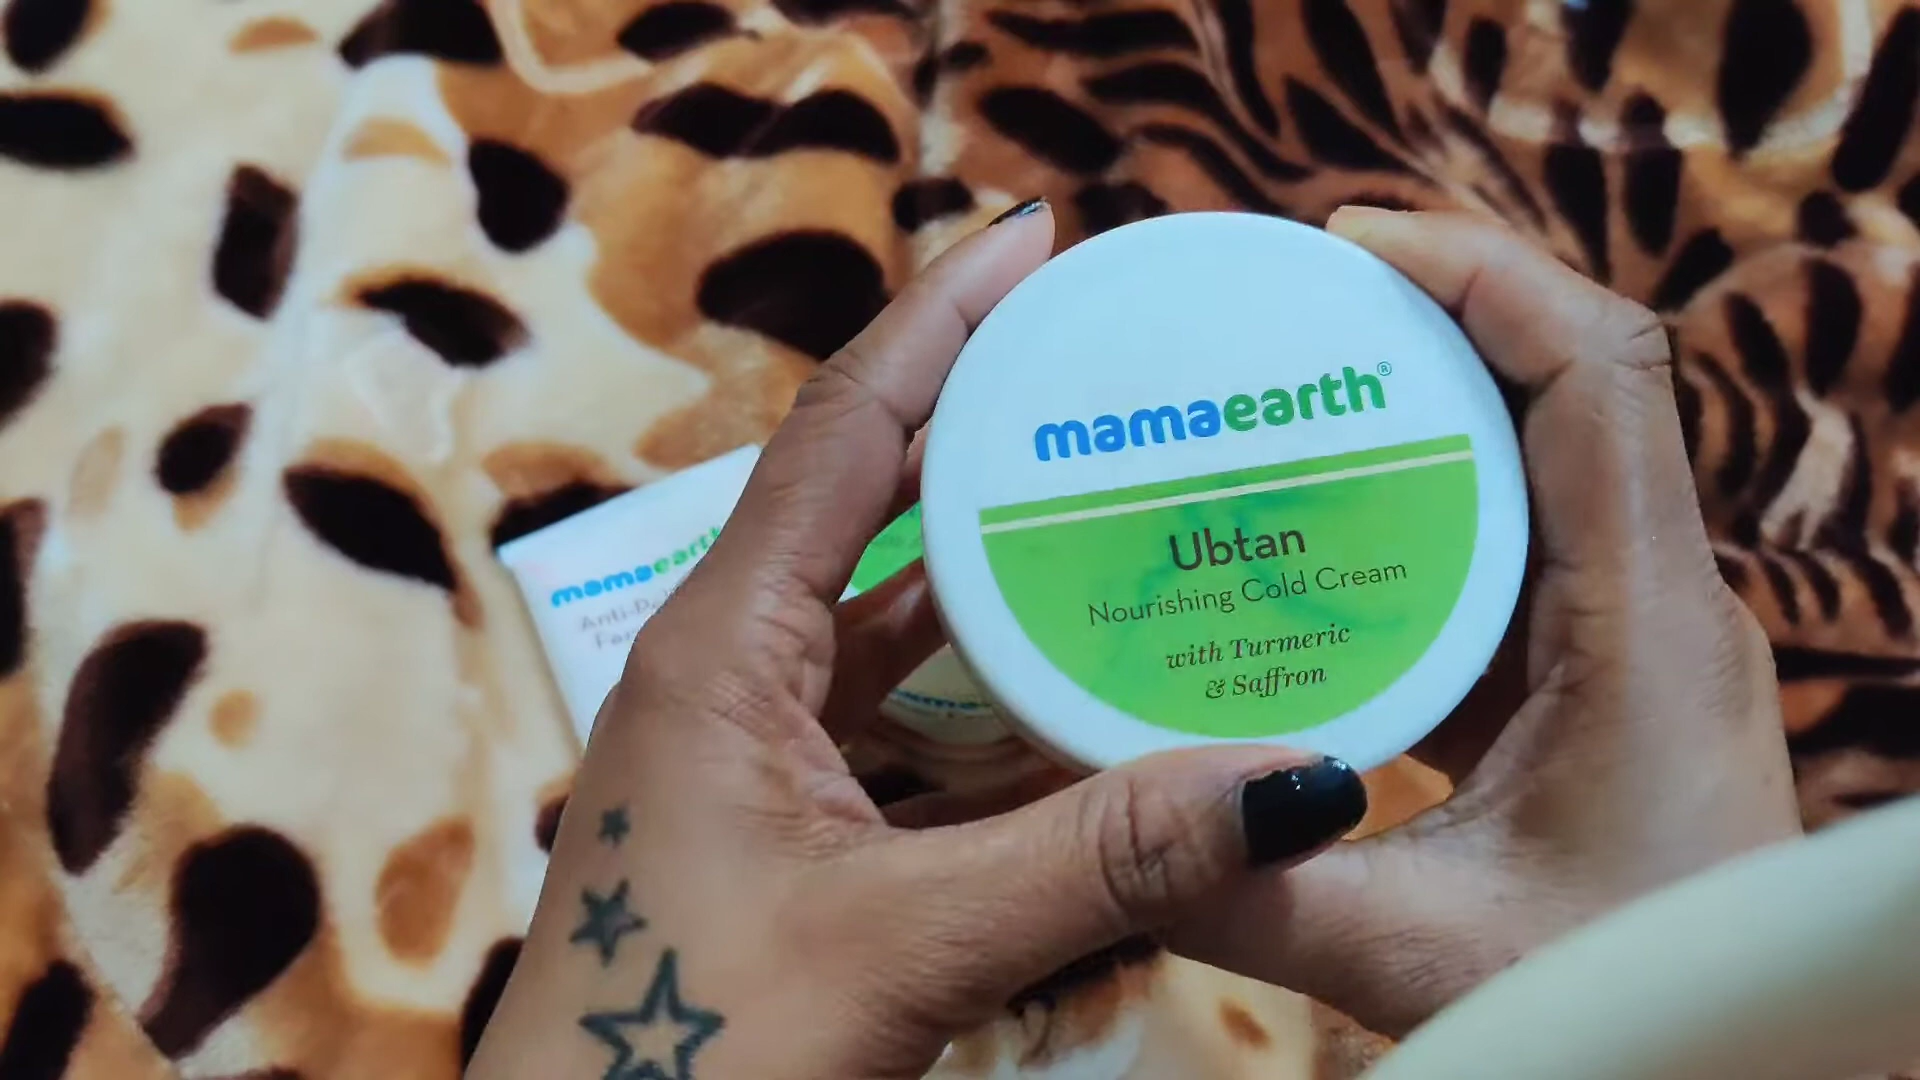 mamaearth®
Ubtan
Nourishing Cold Cream
with Turmeric
& Saffron
mamaearth